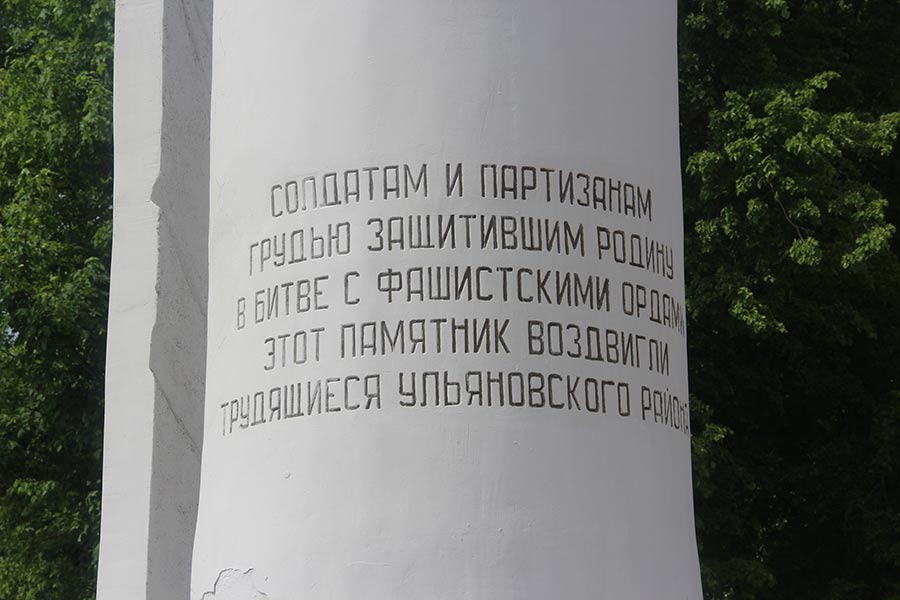 СОЛДАТАМ И ПАРТИЗАНАМ
ГРУДЬЮ ЗАЩИТИВШИМ РОДИНУ
В БИТВЕ С ФАШИСТСКИМИ ОРДАМИ
ЭТОТ ПАМЯТНИК ВОЗДВИГЛИ
ТРУДЯЩИЕСЯ УЛЬЯНОВСКОГО РАЙОНА